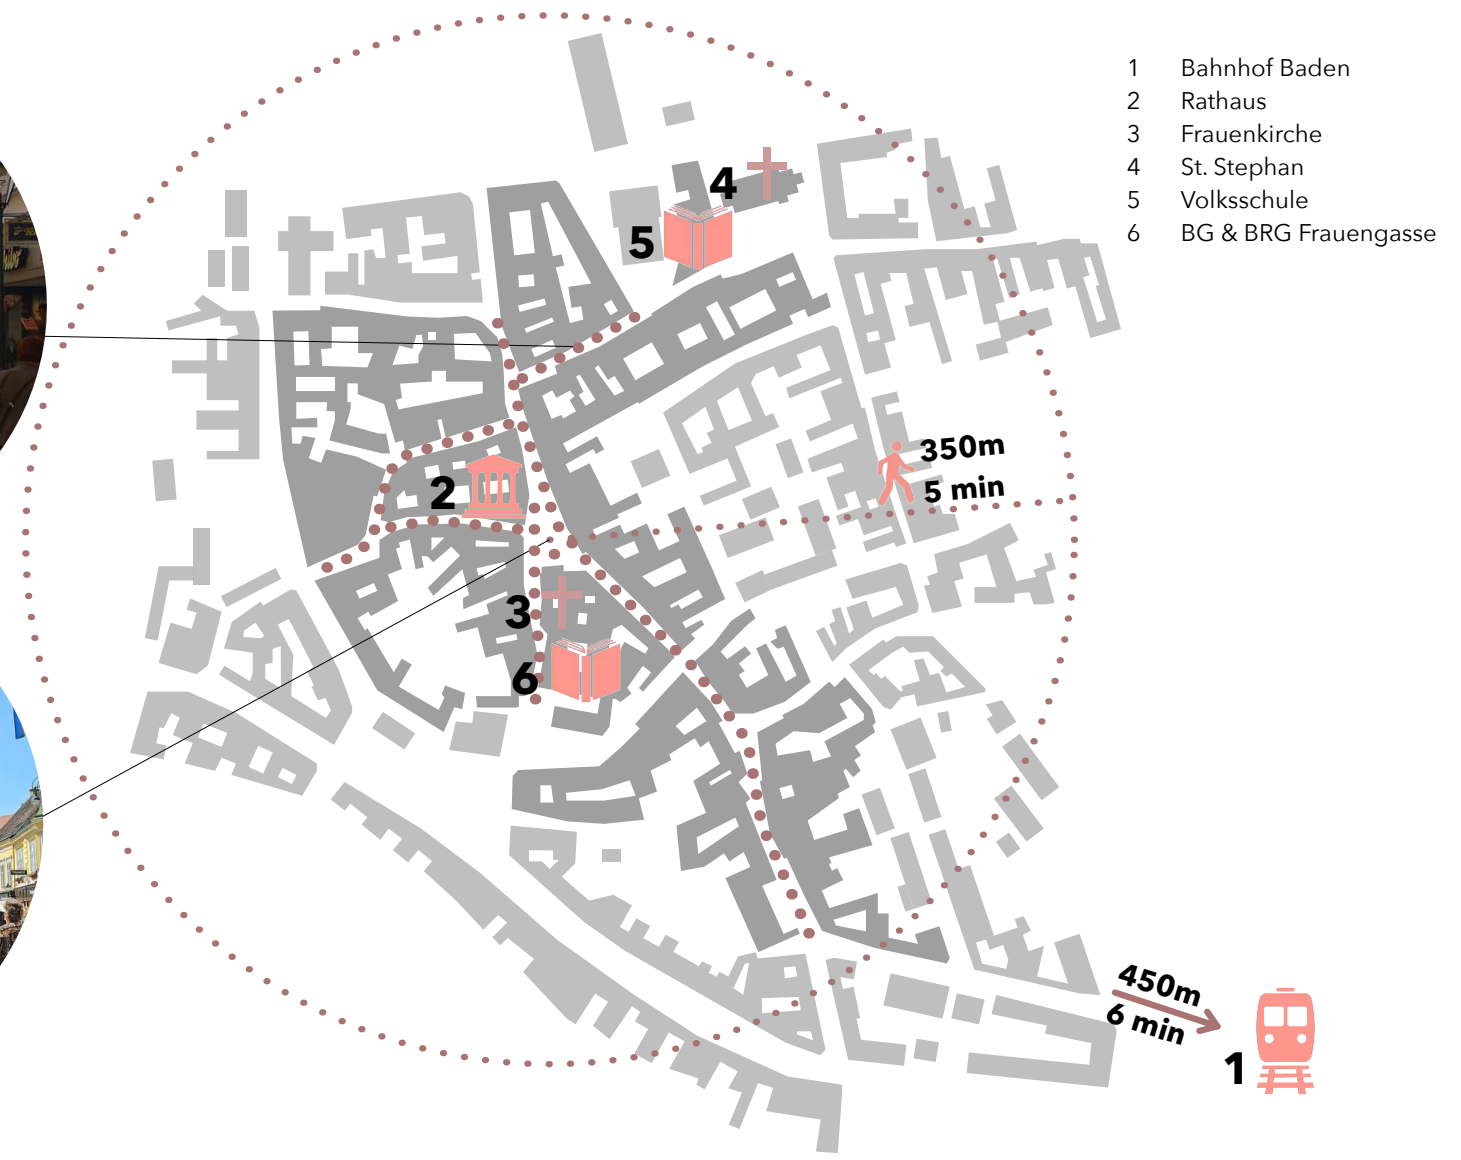 1 Bahnhof Baden
2 Rathaus
3 Frauenkirche
4 St. Stephan
5 Volksschule
6 BG & BRG Frauengasse
4
5
350m
5 min
2
3
6
450m
6 min
1